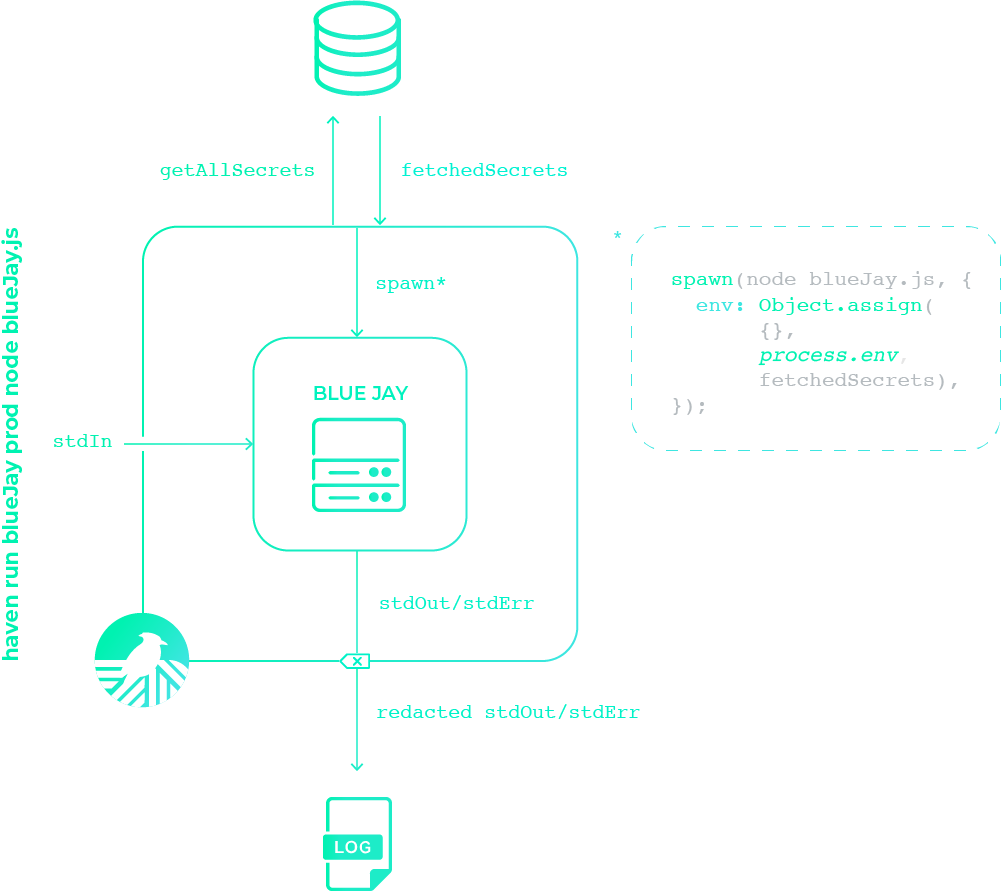 getAllSecrets
fetchedSecrets
haven run blueJay prod node blueJay.js
spawn*
*
spawn(node blueJay.js, {
env: Object.assign(
{},
process.env,
fetchedSecrets),
});
BLUE JAY
stdIn
stdOut/stdErr
redacted stdOut/stdErr
LOG